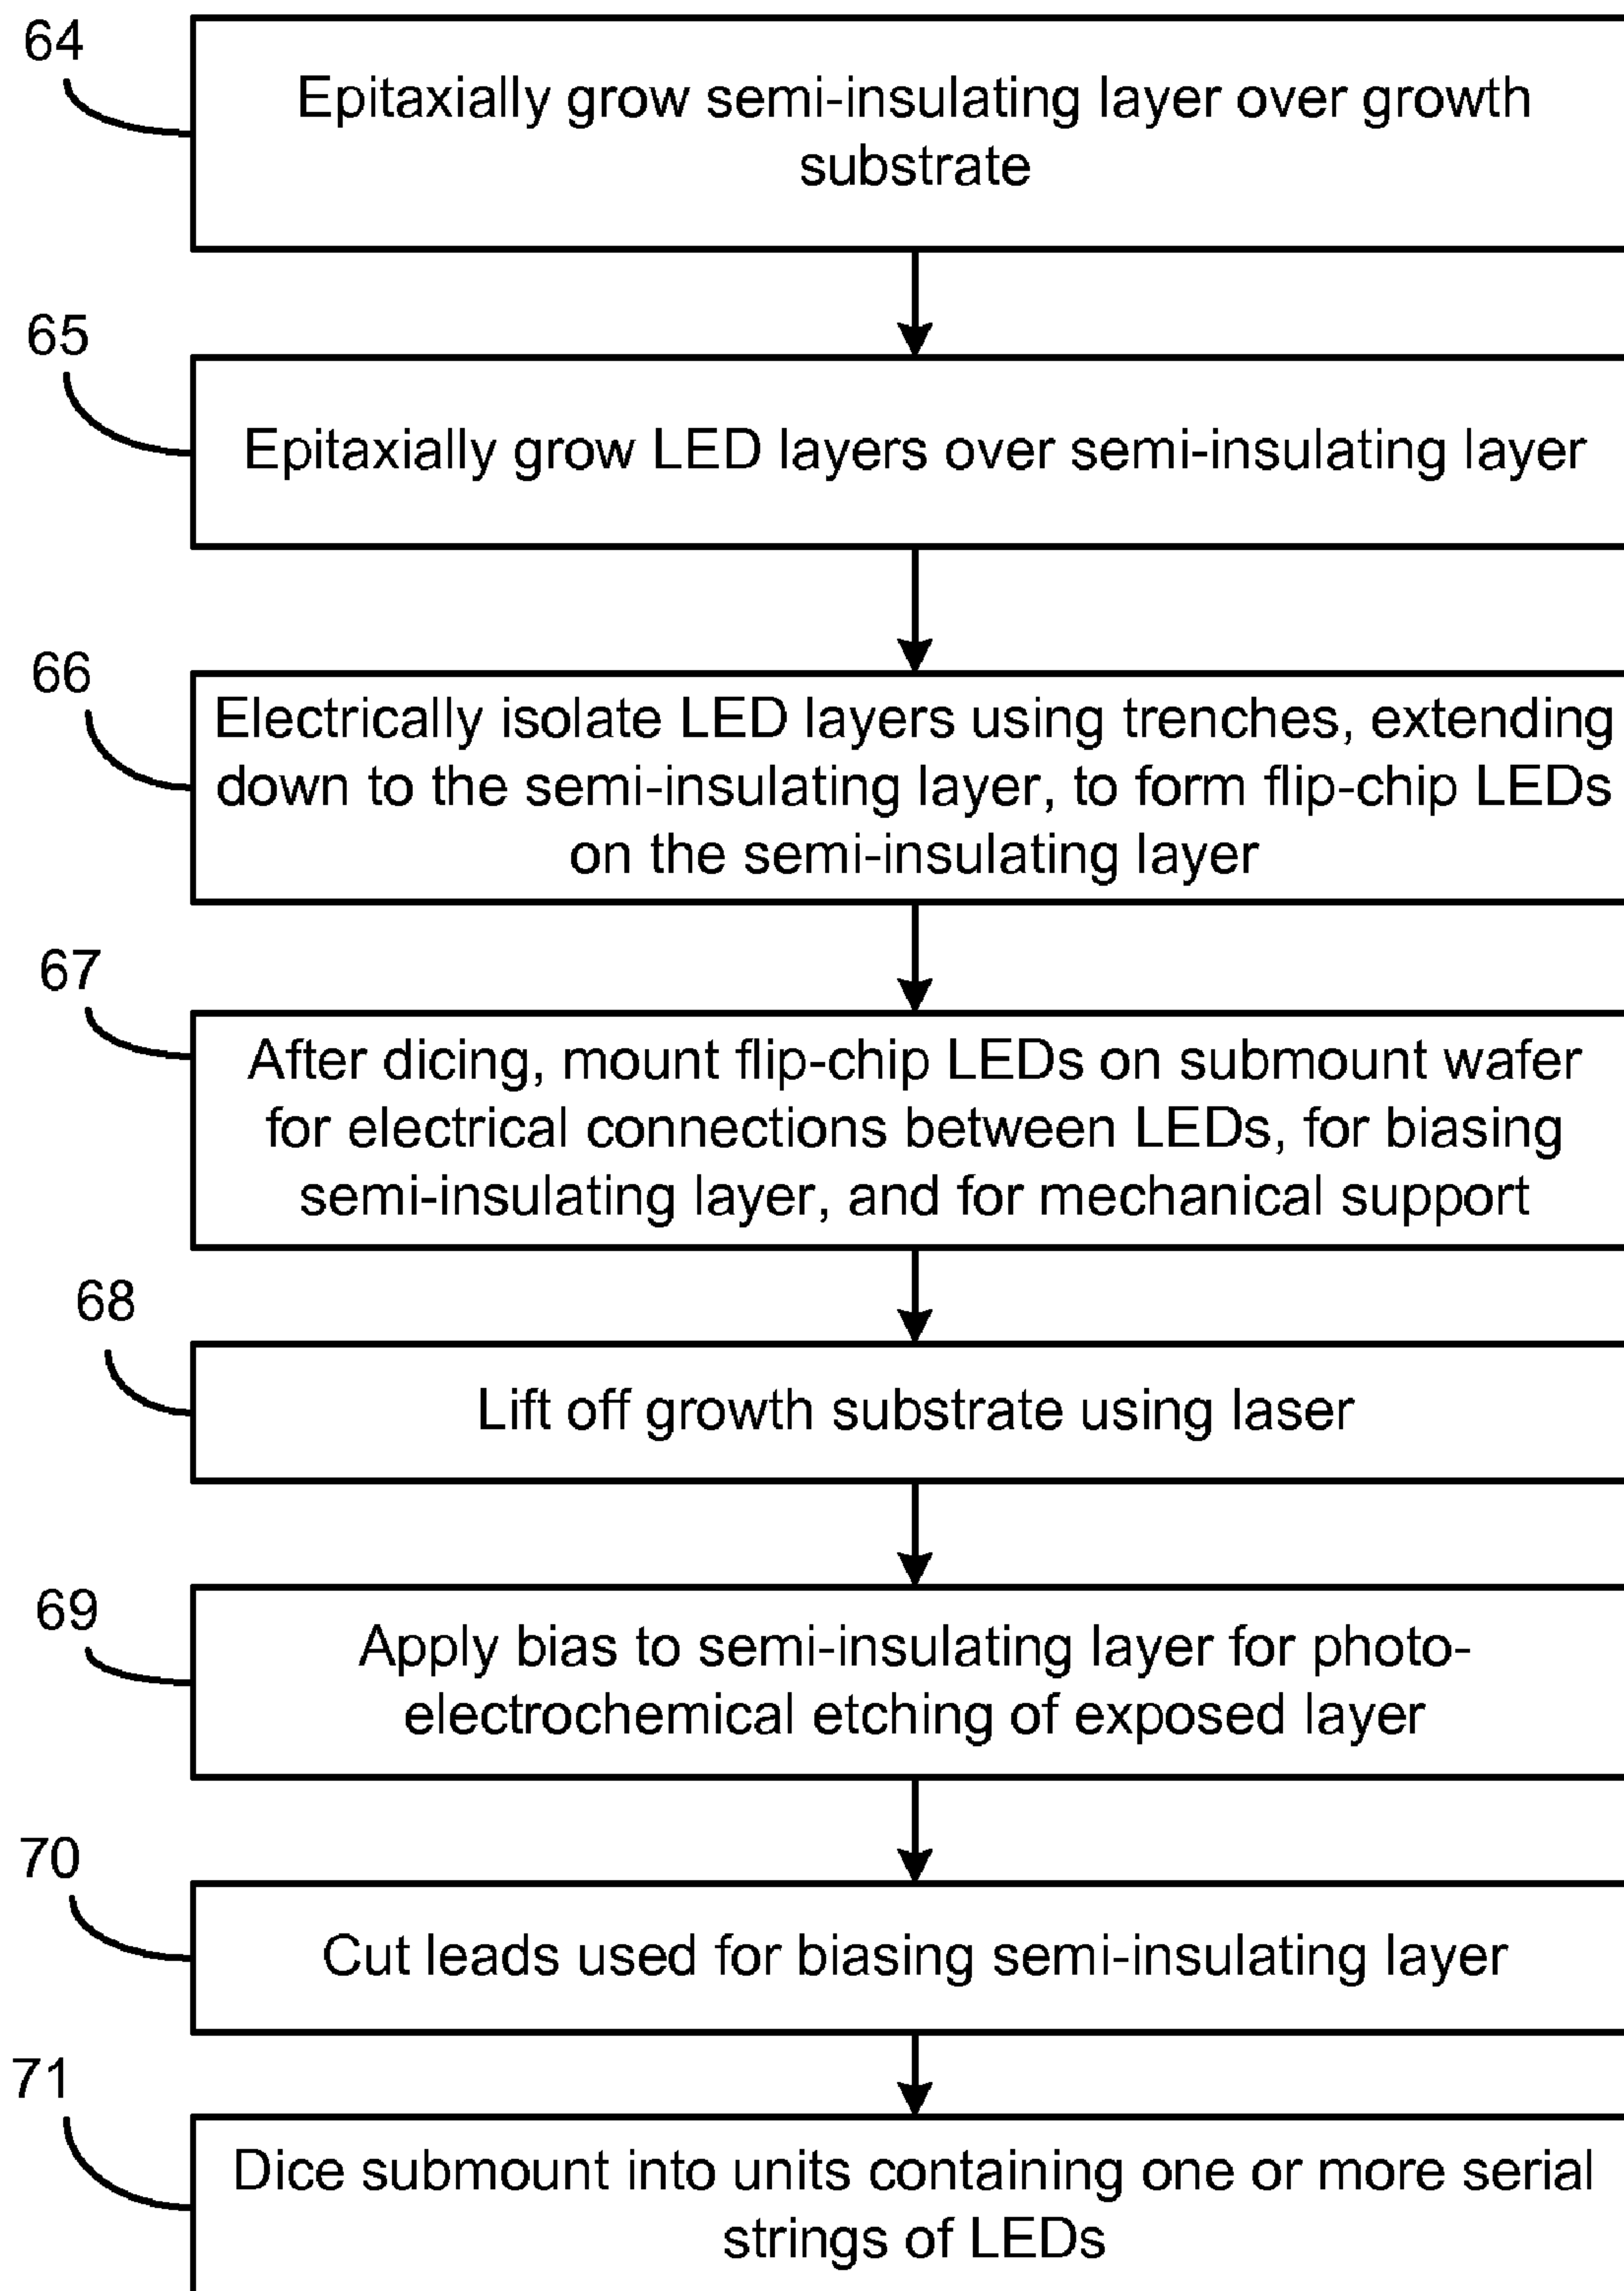 64
Epitaxially grow semi-insulating layer over growth
substrate
65
Epitaxially grow LED layers over semi-insulating layer
66
Electrically isolate LED layers using trenches, extending
down to the semi-insulating layer, to form flip-chip LEDs
on the semi-insulating layer
67
After dicing, mount flip-chip LEDs on submount wafer
for electrical connections between LEDs, for biasing
semi-insulating layer, and for mechanical support
68
Lift off growth substrate using laser
69
Apply bias to semi-insulating layer for photo-
electrochemical etching of exposed layer
70
Cut leads used for biasing semi-insulating layer
71
Dice submount into units containing one or more serial
strings of LEDs